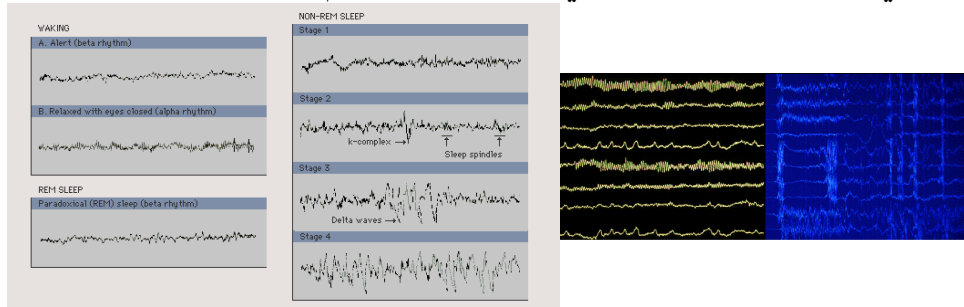 WAKING
A. Alert (beta rhythm)
B. Relaxed with eyes closed (alpha rhythm)
REM SLEEP
Paradoxical (REM) sleep (beta rhythm)
NON-REM SLEEP
Stage 1
Stage 2
k-complex
Sleep spindles
Stage 3
Delta waves
Stage 4